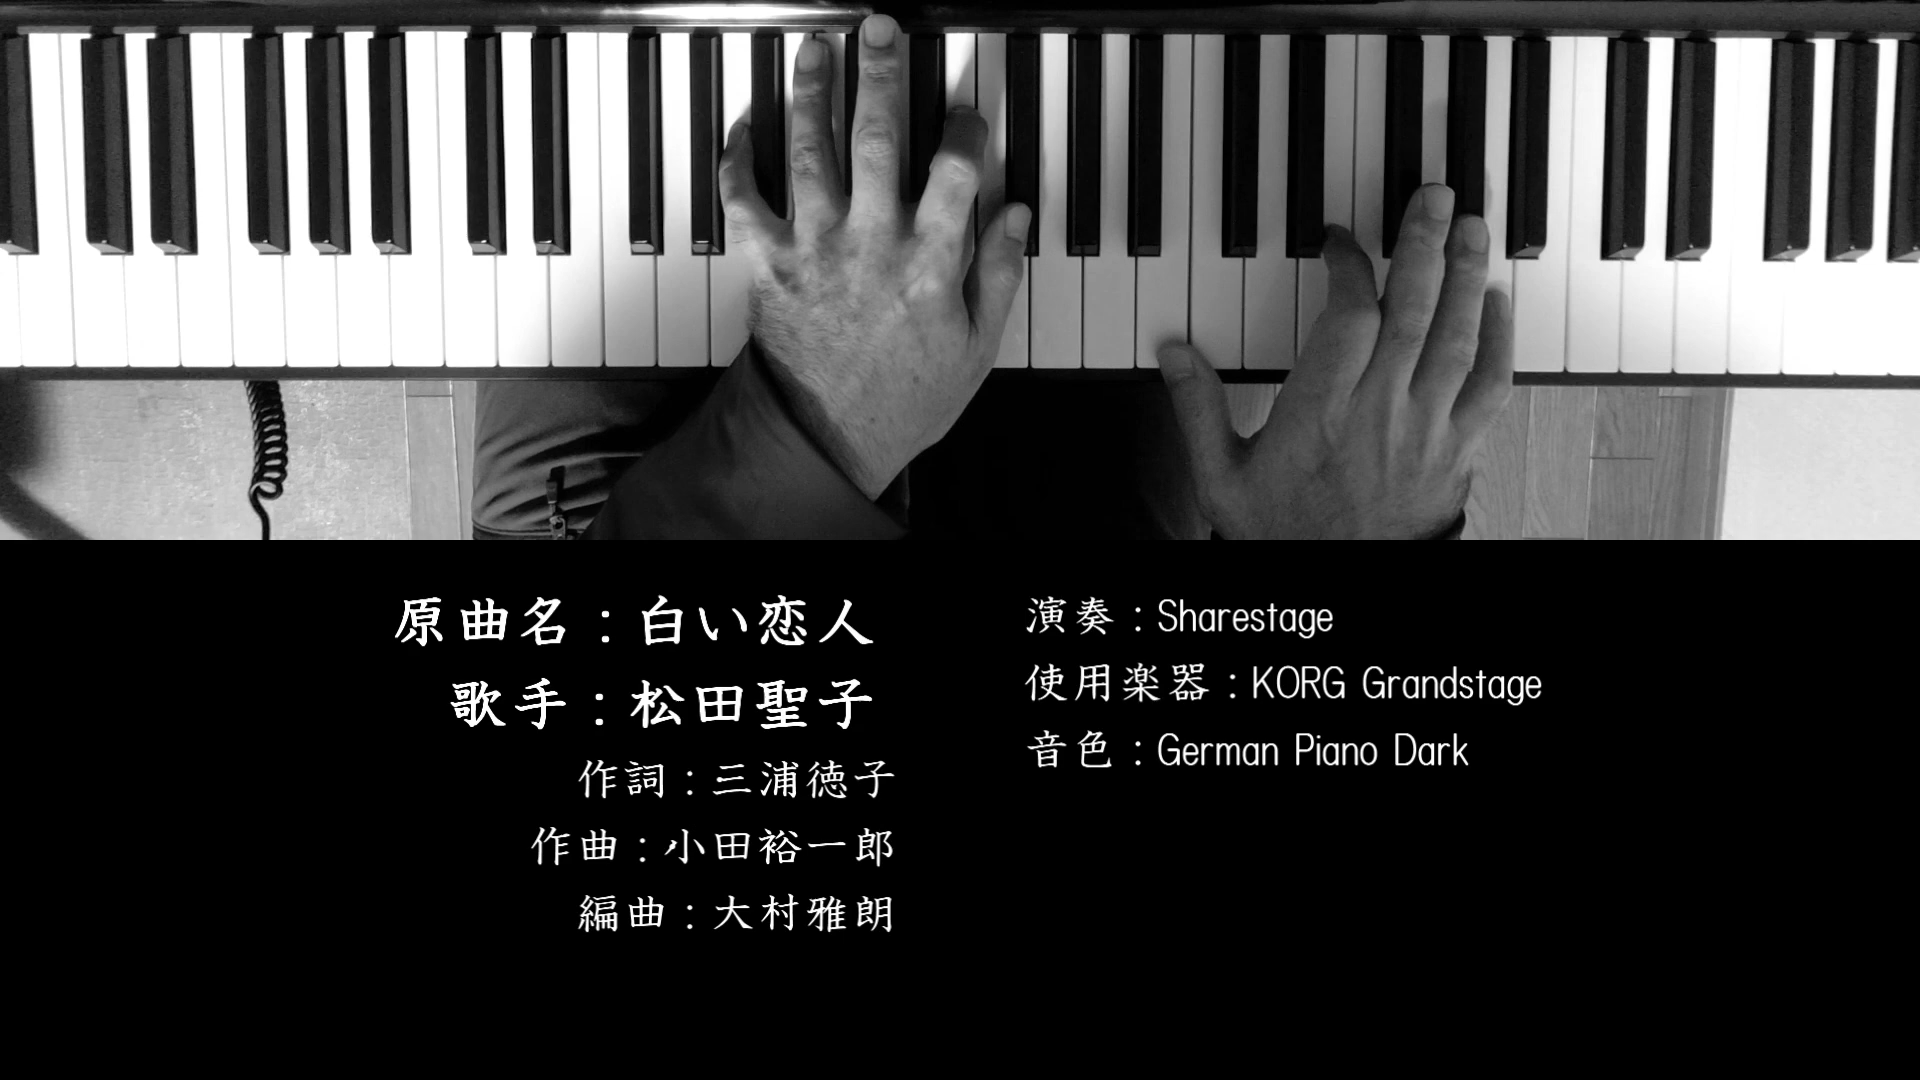 原曲名：白い恋人
歌手：松田聖子
作詞：三浦徳子
作曲：小田裕一郎
編曲：大村雅朗
演奏：Sharestage
使用楽器：KORG Grandstage
音色：German Piano Dark